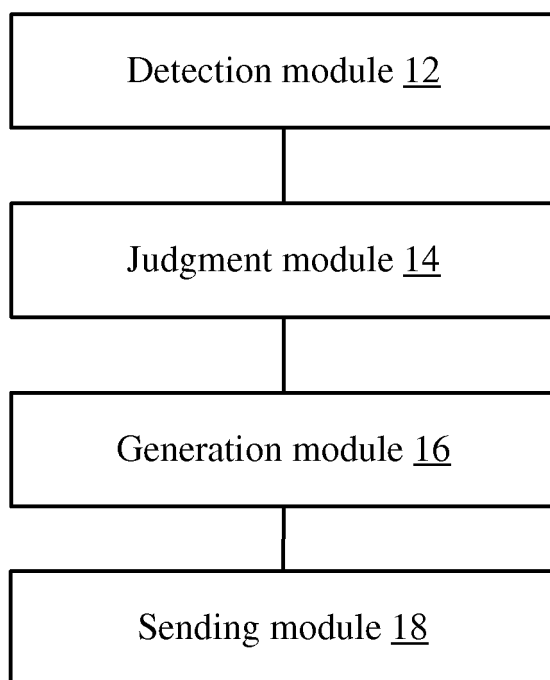 Detection module 12
Judgment module 14
Generation module 16
Sending module 18